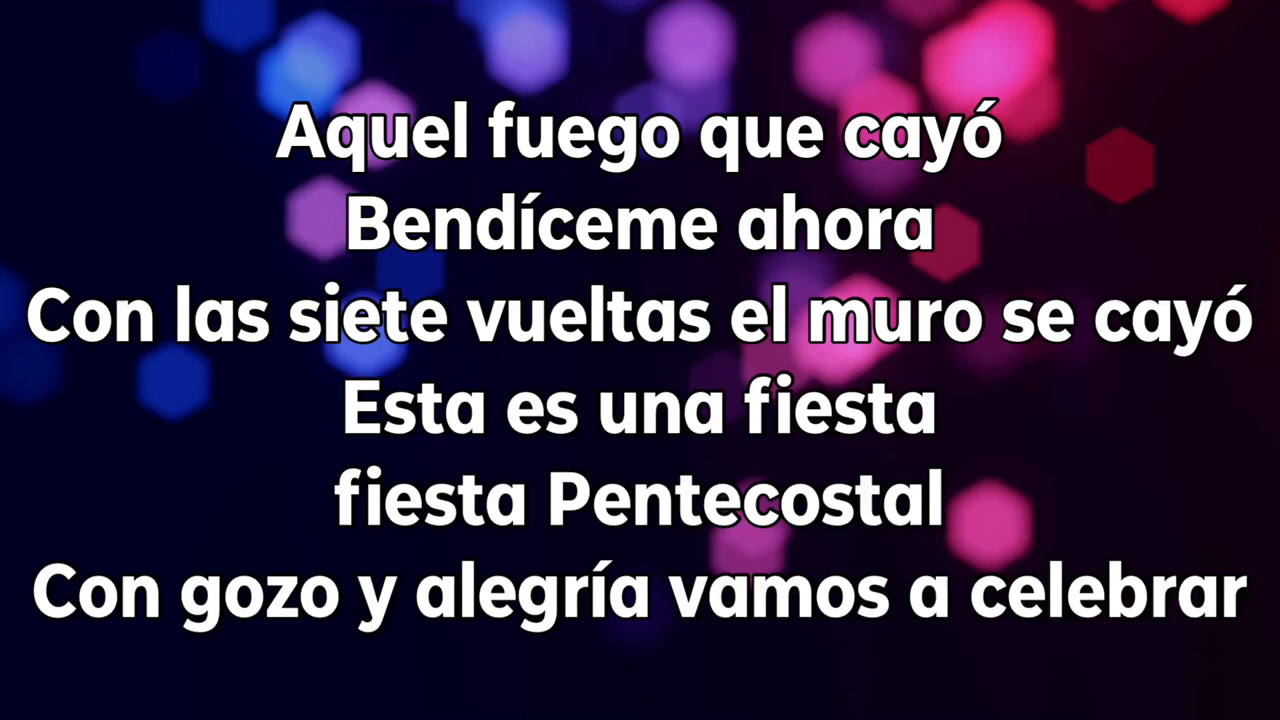 Aquel fuego que cayó
Bendíceme ahora
Con las siete vueltas el muro se cayó
Esta es una fiesta
fiesta Pentecostal
Con gozo y alegría vamos a celebrar